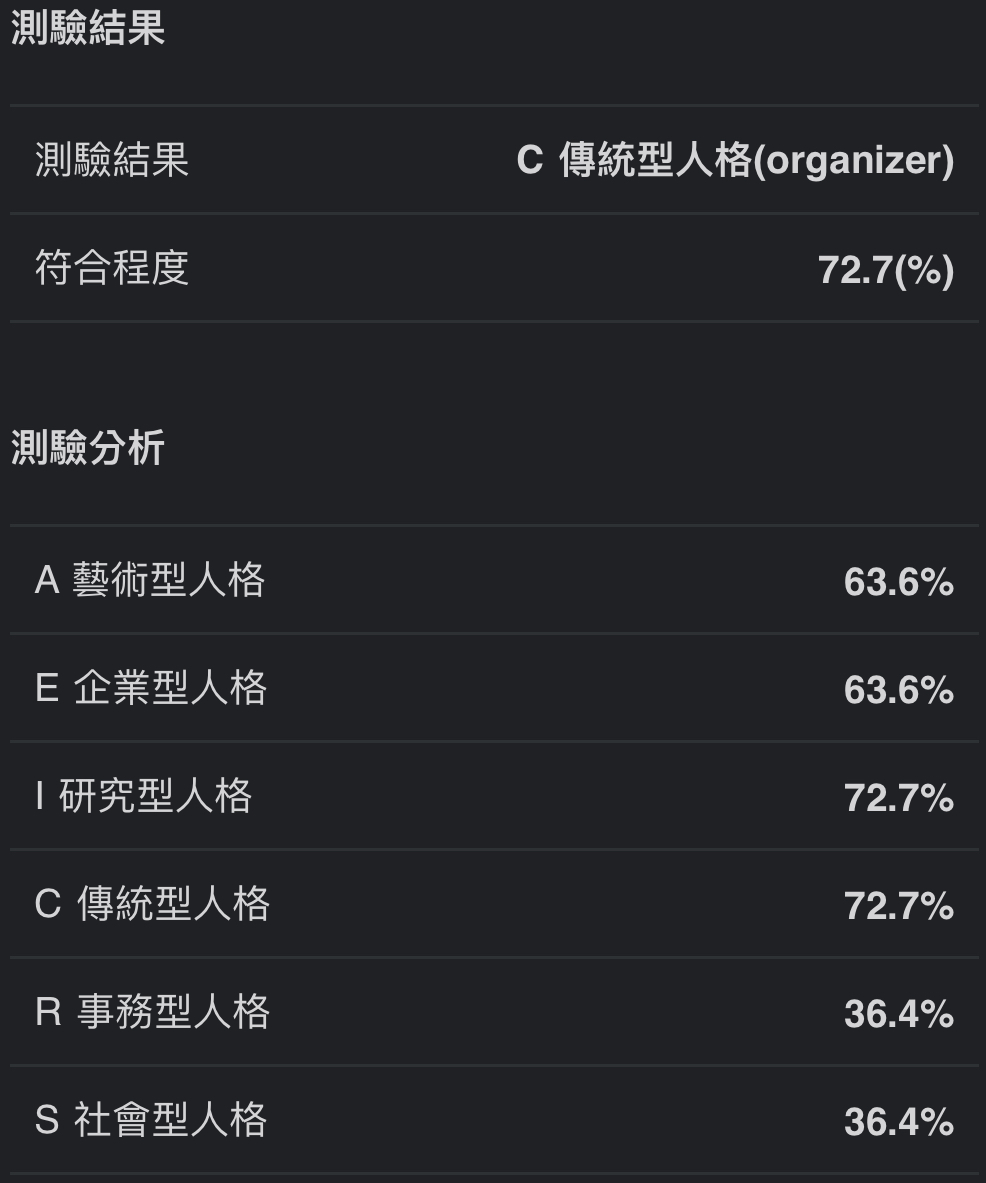 測驗結果
測驗結果 C 傳統型人格(organizer)
符合程度 72.7(%)
測驗分析
A 藝術型人格 63.6%
E 企業型人格 63.6%
I 研究型人格 72.7%
C 傳統型人格 72.7%
R 事務型人格 36.4%
S 社會型人格 36.4%